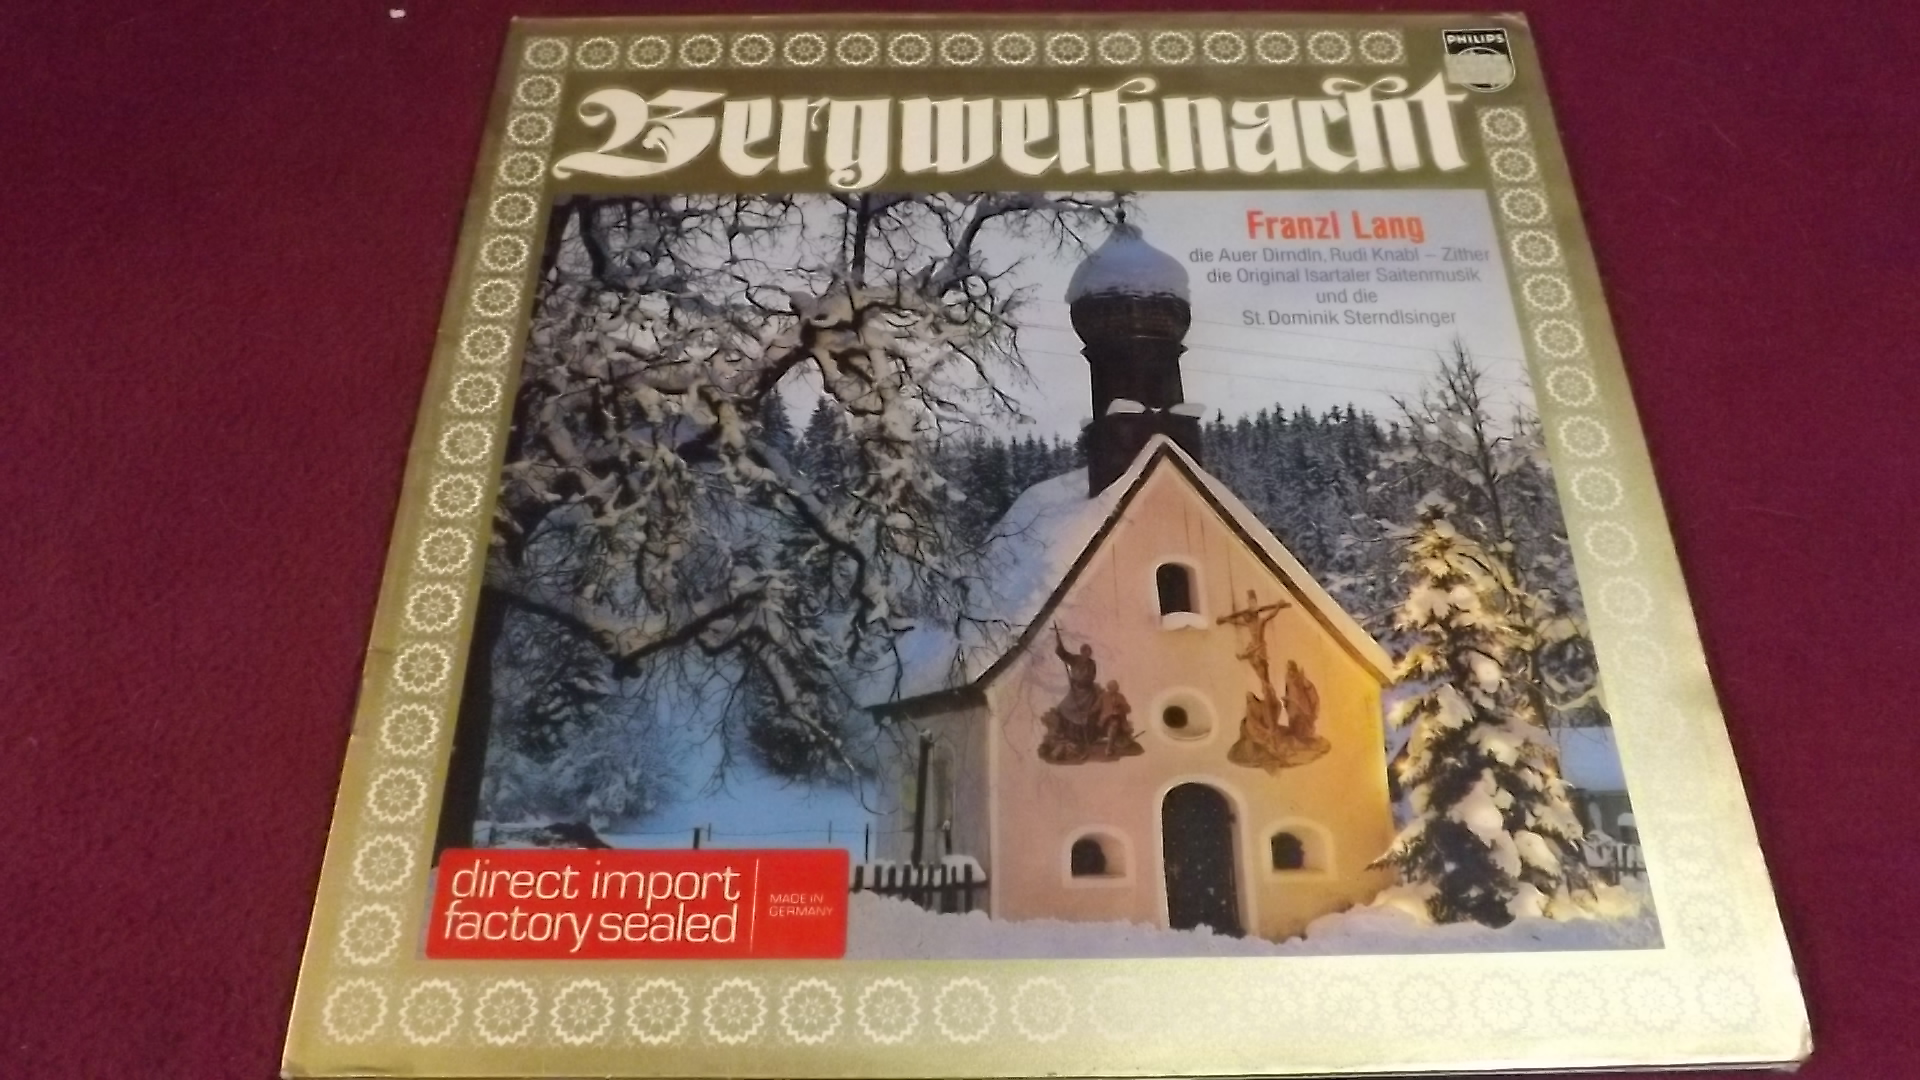 PHILIPS
Bergweihnacht
Franzl Lang
die Auer Dirndln, Rudi Knabl – Zither
die Original Isartaler Saitenmusik
und die
St. Dominik Sterndlsinger
direct import
factory sealed
MADE IN
GERMANY